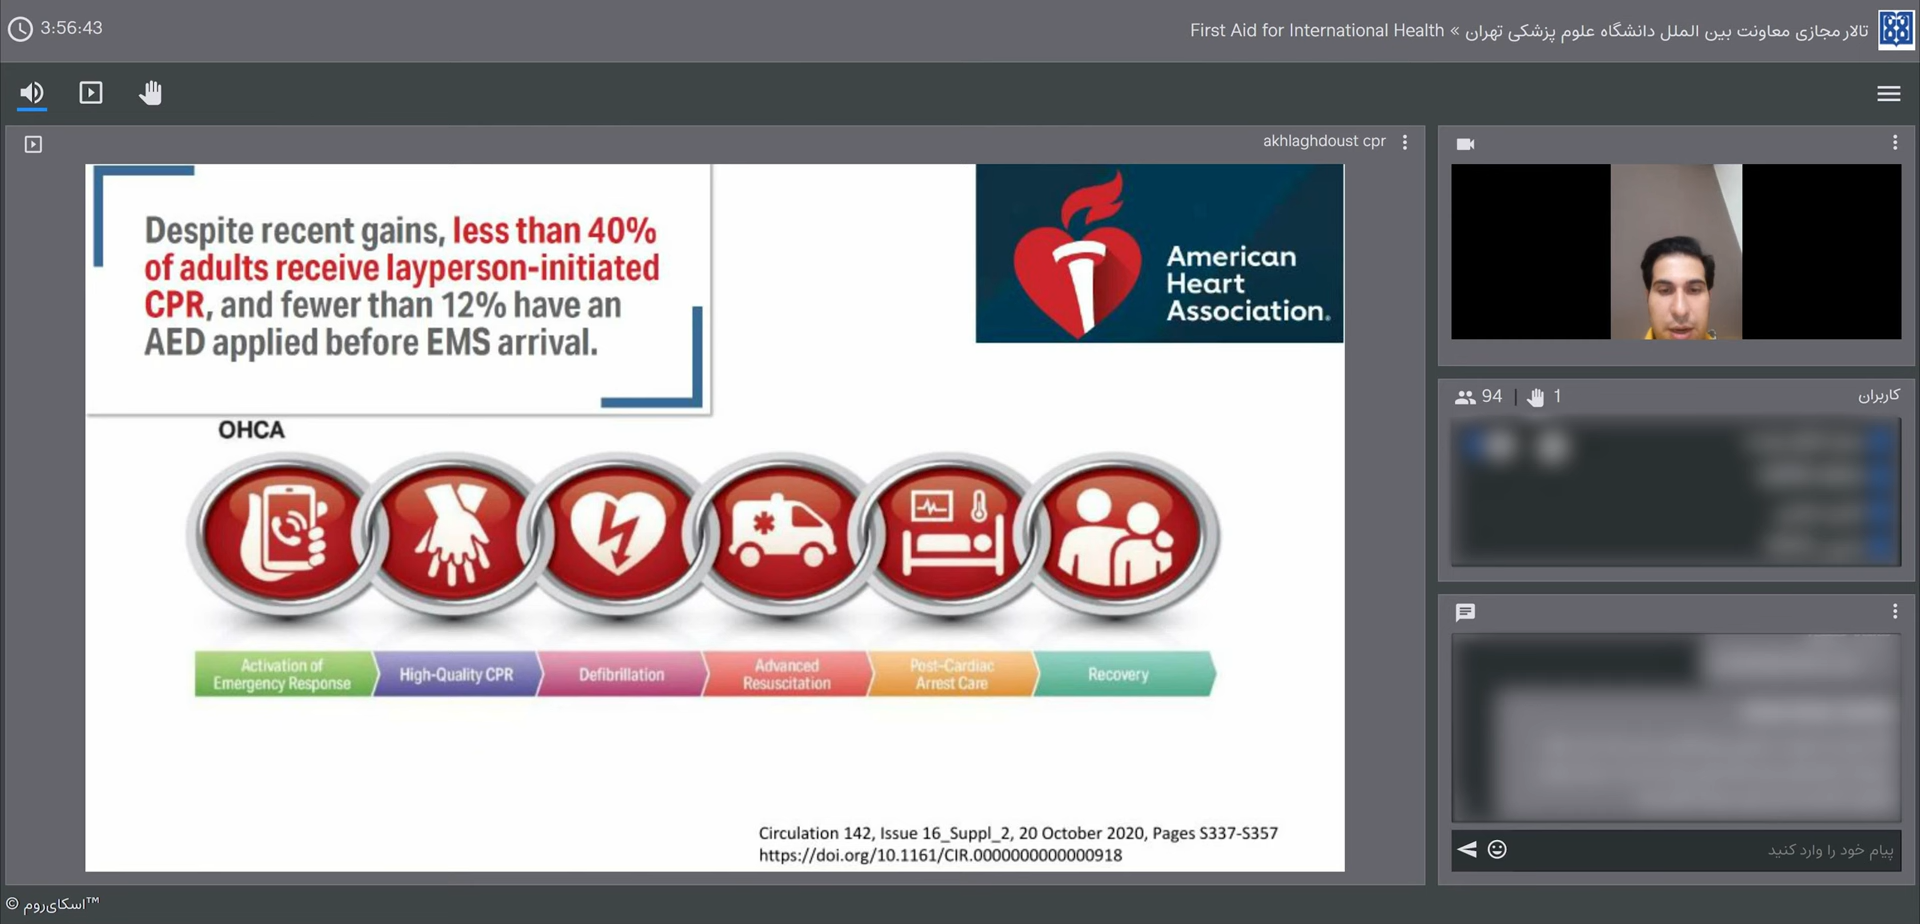 3:56:43
تالار مجازی معاونت بین الملل دانشگاه علوم پزشکی تهران » First Aid for International Health
akhlaghdoust cpr
Despite recent gains, less than 40%
of adults receive layperson-initiated
CPR, and fewer than 12% have an
AED applied before EMS arrival.
American
Heart
Association.
OHCA
Activation of
Emergency Response
High-Quality CPR
Defibrillation
Advanced
Resuscitation
Post-Cardiac
Arrest Care
Recovery
Circulation 142, Issue 16_Suppl_2, 20 October 2020, Pages S337-S357
https://doi.org/10.1161/CIR.0000000000000918
94 | 1
کاربران
پیام خود را وارد کنید
© اسکای‌روم™